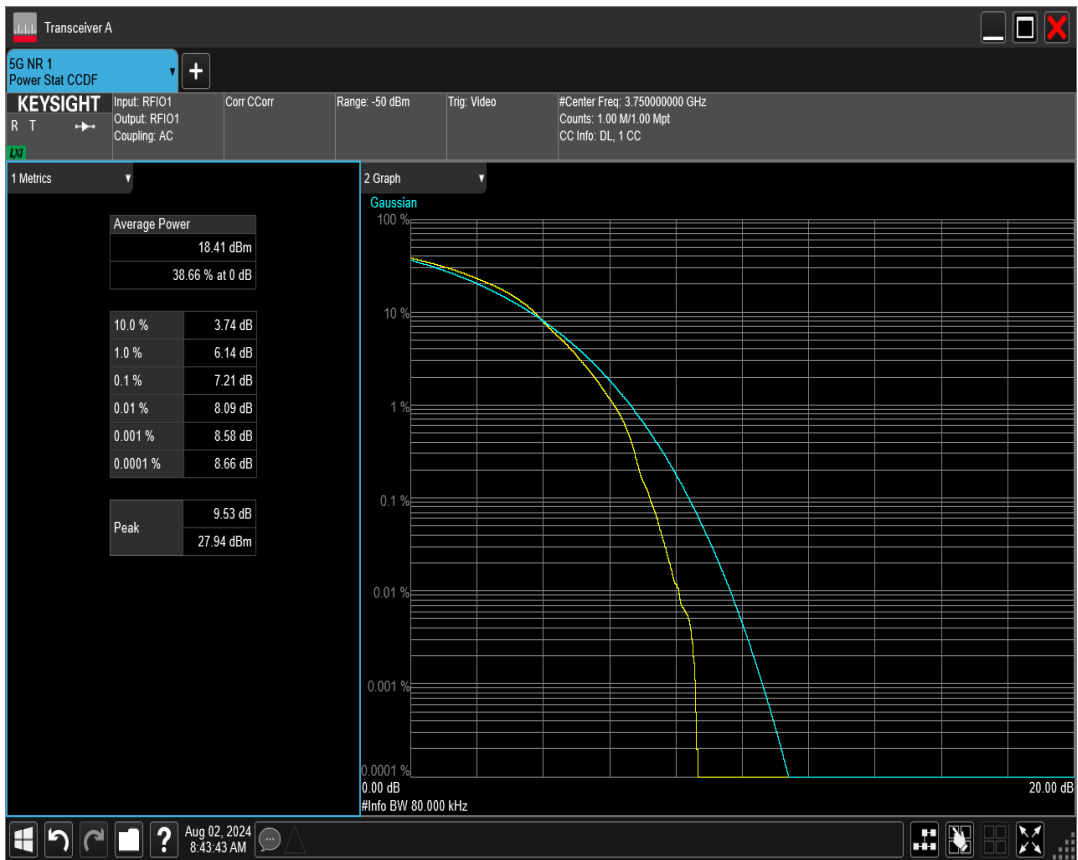 Transceiver A
5G NR 1
Power Stat CCDF
+
KEYSIGHT
R T
LXI
Input: RFIO1
Output: RFIO1
Coupling: AC
Corr CCorr
Range: -50 dBm
Trig: Video
#Center Freq: 3.750000000 GHz
Counts: 1.00 M/1.00 Mpt
CC Info: DL, 1 CC
1 Metrics
Average Power
18.41 dBm
38.66 % at 0 dB
10.0 % 3.74 dB
1.0 % 6.14 dB
0.1 % 7.21 dB
0.01 % 8.09 dB
0.001 % 8.58 dB
0.0001 % 8.66 dB
Peak
9.53 dB
27.94 dBm
2 Graph
Gaussian
100 %
10 %
1 %
0.1 %
0.01 %
0.001 %
0.0001 %
0.00 dB 20.00 dB
#Info BW 80.000 kHz
?
Aug 02, 2024
8:43:43 AM